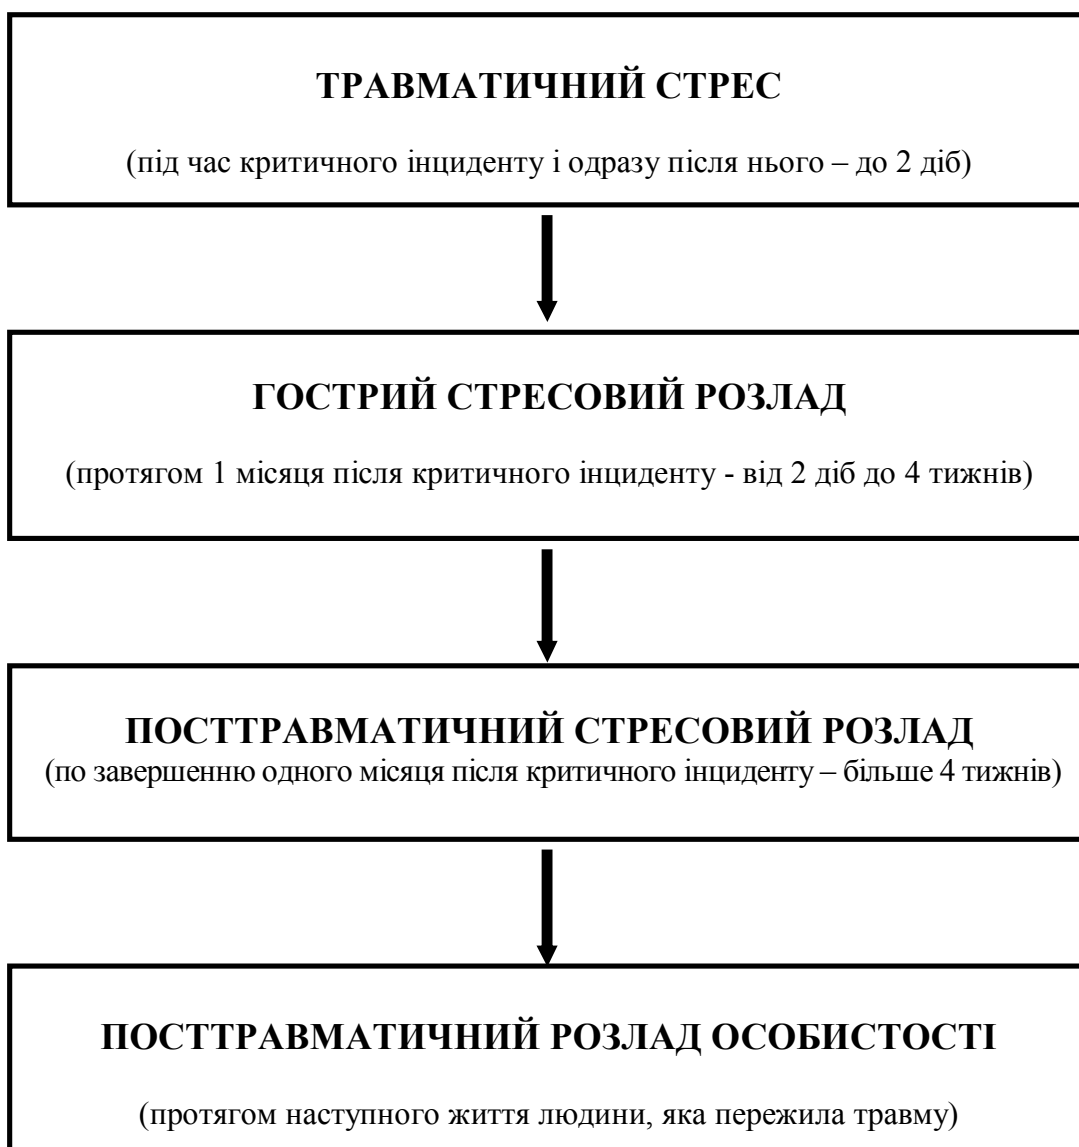 ТРАВМАТИЧНИЙ СТРЕС
(під час критичного інциденту і одразу після нього – до 2 діб)
ГОСТРИЙ СТРЕСОВИЙ РОЗЛАД
(протягом 1 місяця після критичного інциденту - від 2 діб до 4 тижнів)
ПОСТТРАВМАТИЧНИЙ СТРЕСОВИЙ РОЗЛАД
(по завершенню одного місяця після критичного інциденту – більше 4 тижнів)
ПОСТТРАВМАТИЧНИЙ РОЗЛАД ОСОБИСТОСТІ
(протягом наступного життя людини, яка пережила травму)